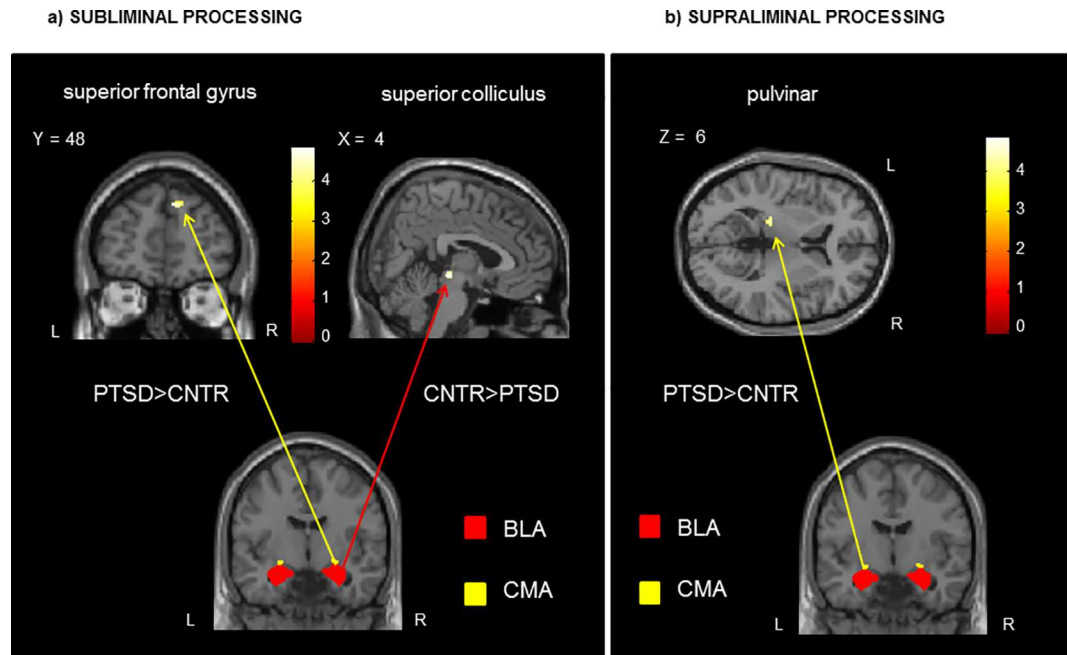 a) SUBLIMINAL PROCESSING
b) SUPRALIMINAL PROCESSING
superior frontal gyrus
superior colliculus
pulvinar
Y = 48
X = 4
Z = 6
4
3
2
1
0
L
R
L
R
4
3
2
1
0
PTSD>CNTR
CNTR>PTSD
PTSD>CNTR
BLA
CMA
L
R
BLA
CMA
L
R